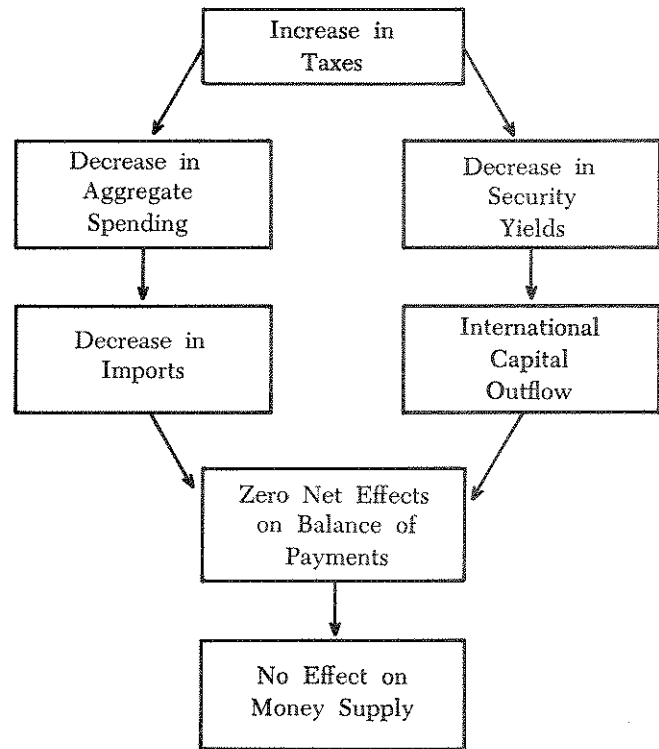 Increase in
Taxes
Decrease in
Aggregate
Spending
Decrease in
Security
Yields
Decrease in
Imports
International
Capital
Outflow
Zero Net Effects
on Balance of
Payments
No Effect on
Money Supply